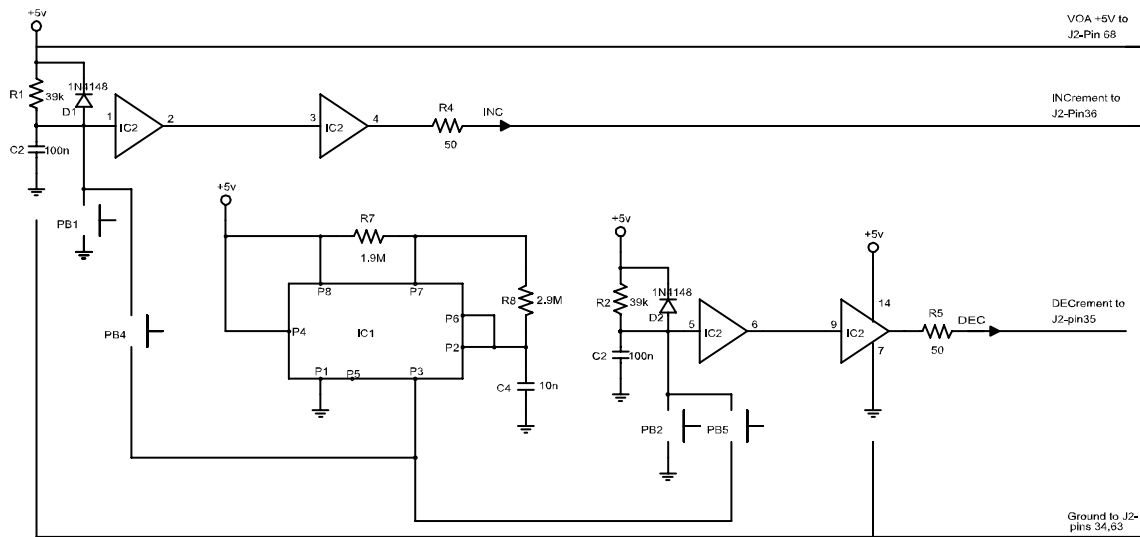 +5v
VOA +5V to
J2-Pin 68
1N4148
R1
39k
D1
1
IC2
2
3
IC2
4
R4
50
INC
INCrement to
J2-Pin36
C2
100n
PB1
PB4
+5v
R7
1.9M
P8
P7
R8
2.9M
P4
IC1
P6
P2
P1
P5
P3
C4
10n
+5v
+5v
1N4148
R2
39k
D2
5
IC2
6
9
IC2
14
7
R5
50
DEC
DECrement to
J2-pin35
C2
100n
PB2
PB5
Ground to J2-
pins 34,63